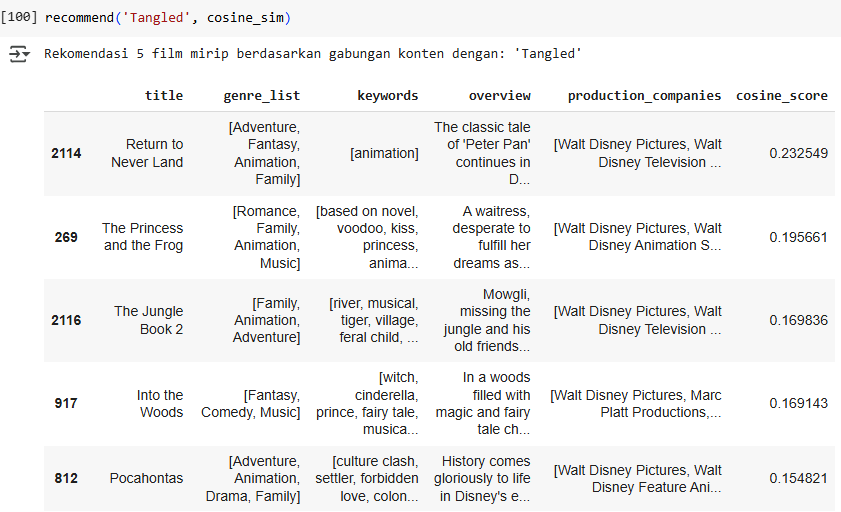 [100] recommend('Tangled', cosine_sim)
Rekomendasi 5 film mirip berdasarkan gabungan konten dengan: 'Tangled'
title genre_list keywords overview production_companies cosine_score
2114 Return to Never Land [Adventure, Fantasy, Animation, Family] [animation] The classic tale of 'Peter Pan' continues in D... [Walt Disney Pictures, Walt Disney Television ... 0.232549
269 The Princess and the Frog [Romance, Family, Animation, Music] [based on novel, voodoo, kiss, princess, anima... A waitress, desperate to fulfill her dreams as... [Walt Disney Pictures, Walt Disney Animation S... 0.195661
2116 The Jungle Book 2 [Family, Animation, Adventure] [river, musical, tiger, village, feral child, ... Mowgli, missing the jungle and his old friends... [Walt Disney Pictures, Walt Disney Television ... 0.169836
917 Into the Woods [Fantasy, Comedy, Music] [witch, cinderella, prince, fairy tale, musica... In a woods filled with magic and fairy tale ch... [Walt Disney Pictures, Marc Platt Productions,... 0.169143
812 Pocahontas [Adventure, Animation, Drama, Family] [culture clash, settler, forbidden love, colon... History comes gloriously to life in Disney's e... [Walt Disney Pictures, Walt Disney Feature Ani... 0.154821